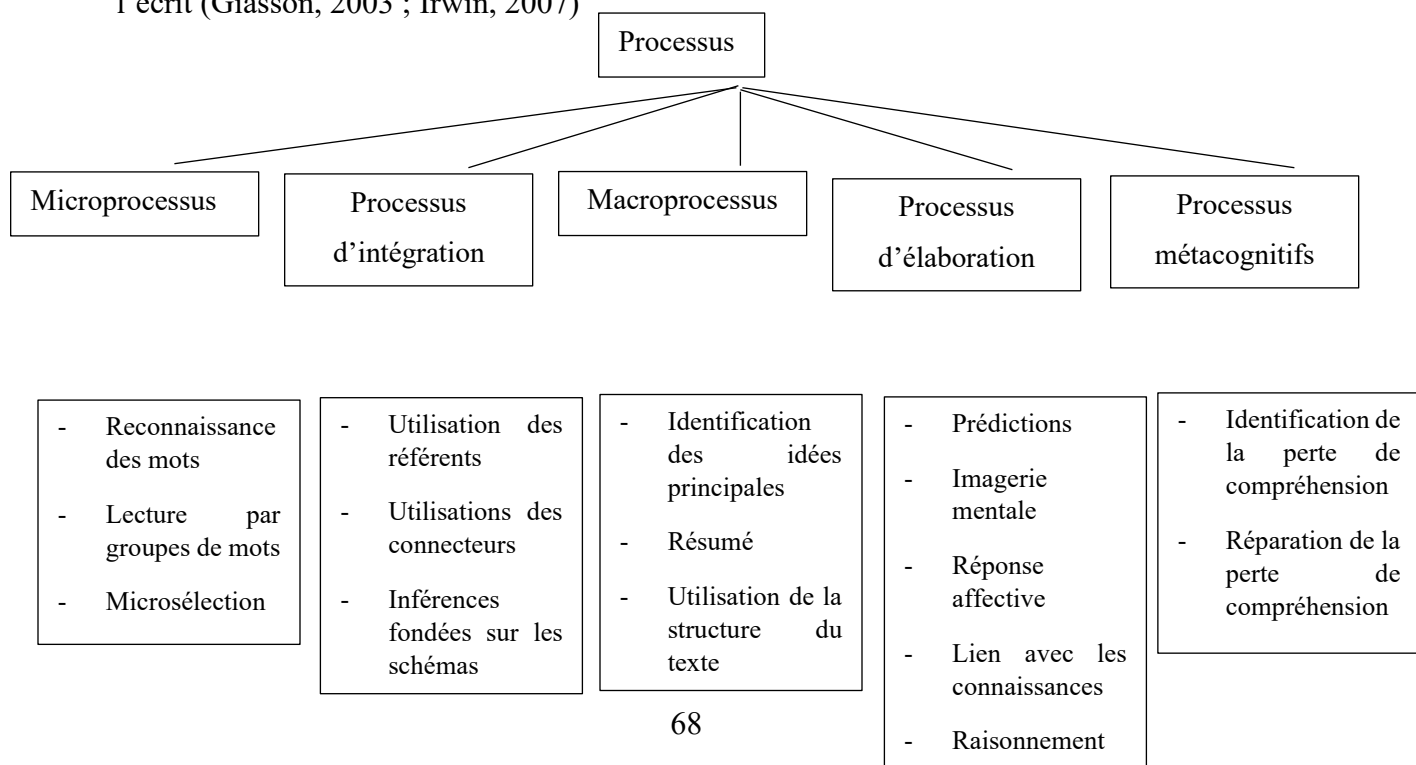 l'écrit (Giasson, 2003 ; Irwin, 2007)
Processus
Microprocessus
Processus
d'intégration
Macroprocessus
Processus
d'élaboration
Processus
métacognitifs
- Reconnaissance
des mots
- Lecture par
groupes de mots
- Microsélection
- Utilisation des
référents
- Utilisations des
connecteurs
- Inférences
fondées sur les
schémas
- Identification
des idées
principales
- Résumé
- Utilisation de la
structure du
texte
- Prédictions
- Imagerie
mentale
- Réponse
affective
- Lien avec les
connaissances
- Raisonnement
- Identification de
la perte de
compréhension
- Réparation de la
perte de
compréhension
68